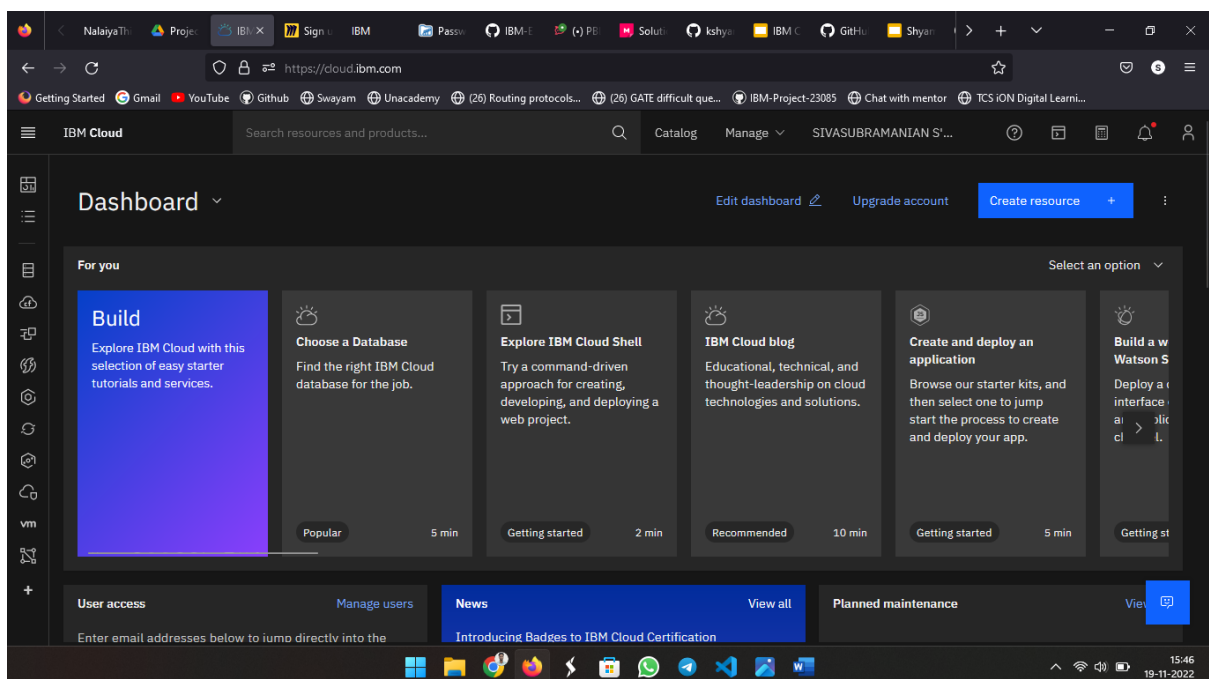 NalaiyaTh
Projec
IBM
Sign u
IBM
Passw
IBM-E
(•) PB
Soluti
kshya
IBM C
GitHu
Shyan
https://cloud.ibm.com
S
Getting Started
Gmail
YouTube
Github
Swayam
Unacademy
(26) Routing protocols...
(26) GATE difficult que...
IBM-Project-23085
Chat with mentor
TCS iON Digital Learni...
IBM Cloud
Search resources and products...
Catalog
Manage
SIVASUBRAMANIAN S'...
Dashboard
Edit dashboard
Upgrade account
Create resource +
For you
Select an option
Build
Explore IBM Cloud with this
selection of easy starter
tutorials and services.
Choose a Database
Find the right IBM Cloud
database for the job.
Popular
5 min
Explore IBM Cloud Shell
Try a command-driven
approach for creating,
developing, and deploying a
web project.
Getting started
2 min
IBM Cloud blog
Educational, technical, and
thought-leadership on cloud
technologies and solutions.
Recommended
10 min
Create and deploy an
application
Browse our starter kits, and
then select one to jump
start the process to create
and deploy your app.
Getting started
5 min
Build a w
Watson S
Deploy a
interface
Getting st
vm
User access
Manage users
Enter email addresses below to jump directly into the
News
View all
Introducing Badges to IBM Cloud Certification
Planned maintenance
Vie
15:46
19-11-2022